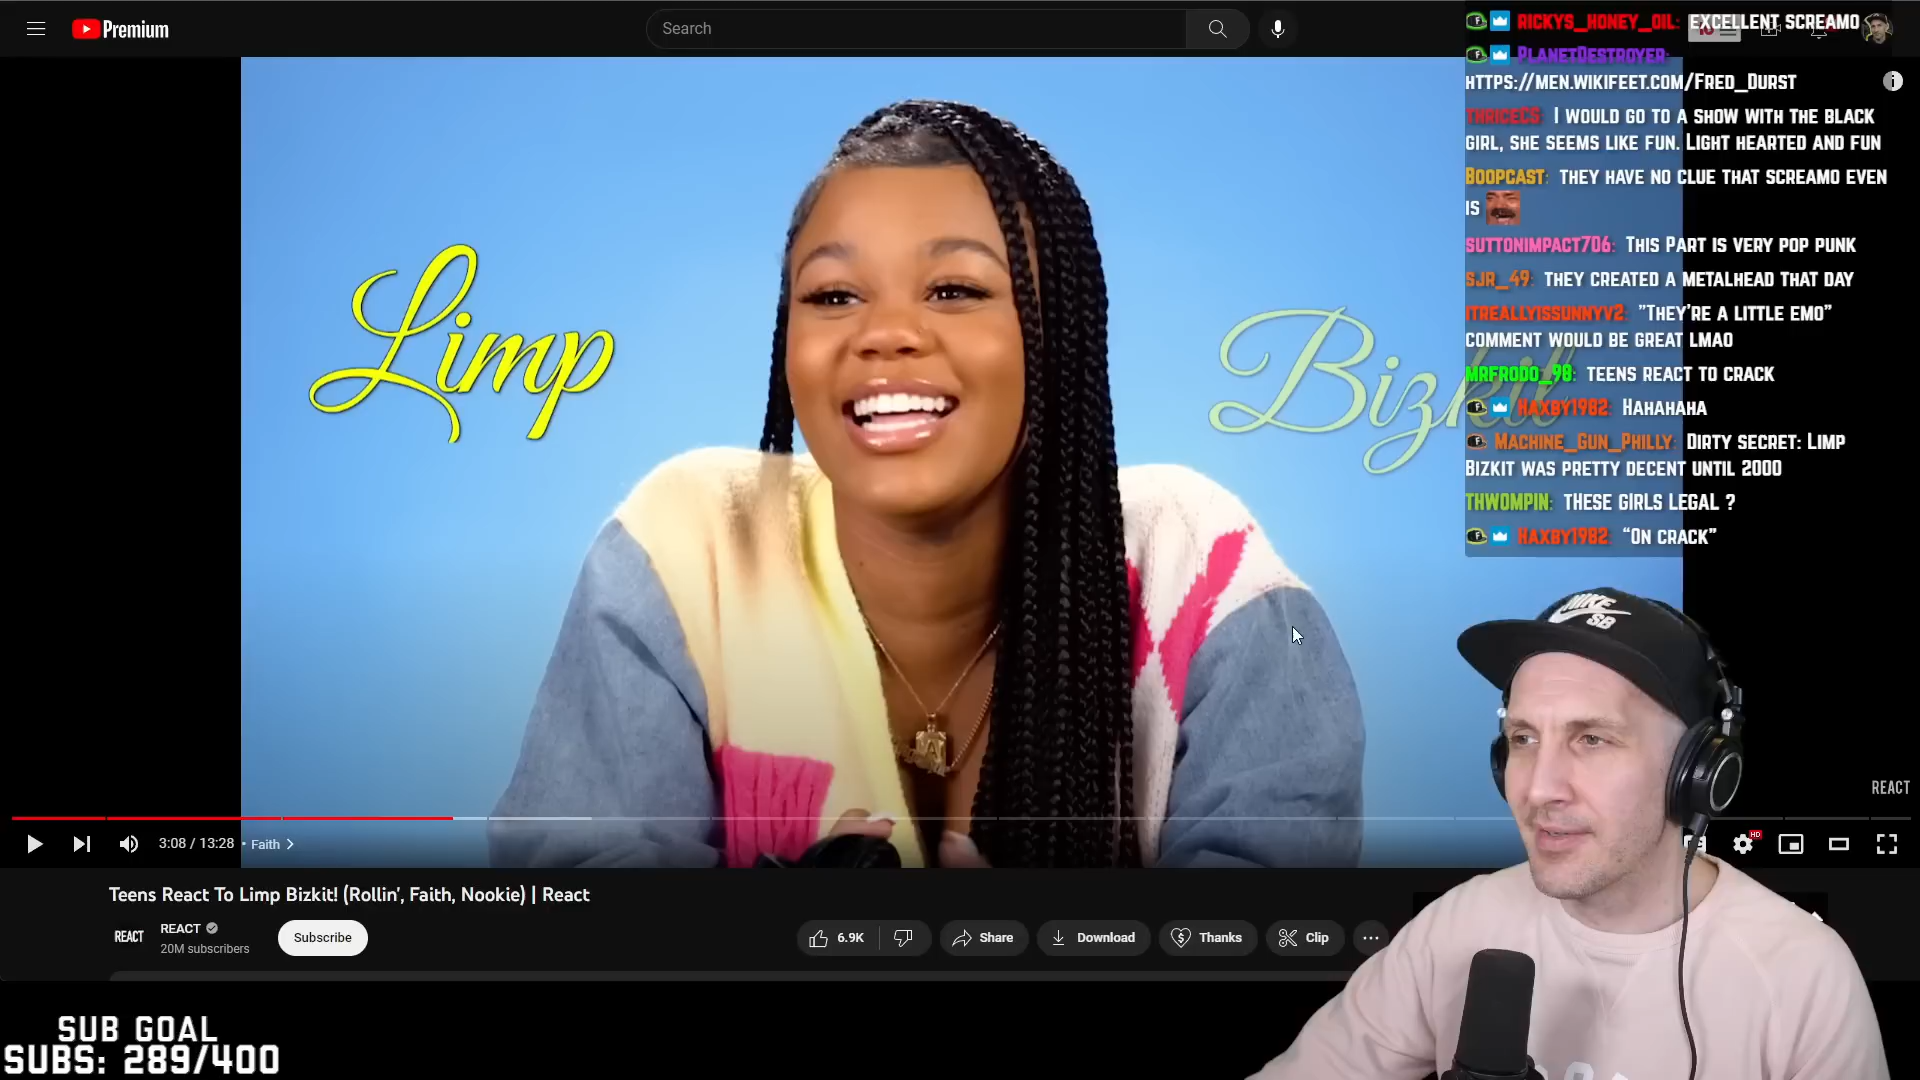 Premium
Search
RICKYS_HONEY_OIL: EXCELLENT SCREAMO
PLANETDESTROYER:
HTTPS://MEN.WIKIFEET.COM/FRED_DURST
THRICECS: I WOULD GO TO A SHOW WITH THE BLACK
GIRL, SHE SEEMS LIKE FUN. LIGHT HEARTED AND FUN
BOOPCAST: THEY HAVE NO CLUE THAT SCREAMO EVEN
IS
SUTTONIMPACT706: THIS PART IS VERY POP PUNK
SJR_49: THEY CREATED A METALHEAD THAT DAY
ITREALLYISSUNNYV2: "THEY'RE A LITTLE EMO"
COMMENT WOULD BE GREAT LMAO
MRFRODO_98: TEENS REACT TO CRACK
HAXBY1982: HAHAHAHA
MACHINE_GUN_PHILLY: DIRTY SECRET: LIMP
BIZKIT WAS PRETTY DECENT UNTIL 2000
THWOMPIN: THESE GIRLS LEGAL ?
HAXBY1982: "ON CRACK"
Limp
Bizkit
NIKE
SB
REACT
3:08 / 13:28 • Faith
HD
Teens React To Limp Bizkit! (Rollin', Faith, Nookie) | React
REACT
REACT
20M subscribers
Subscribe
6.9K
Share
Download
Thanks
Clip
SUB GOAL
SUBS: 289/400